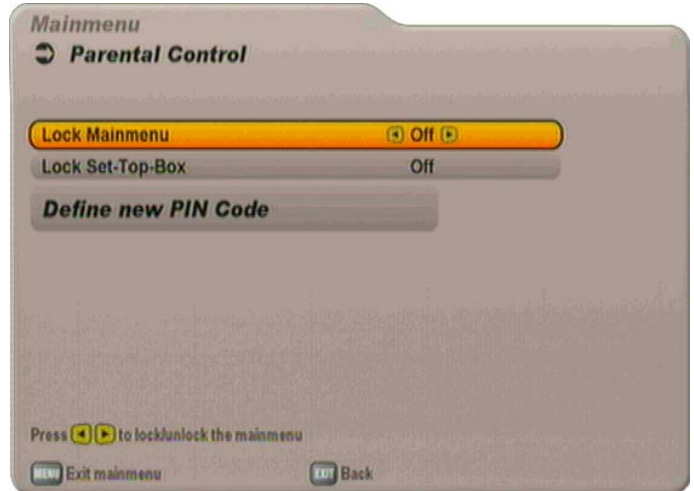 Mainmenu
Parental Control
Lock Mainmenu Off
Lock Set-Top-Box Off
Define new PIN Code
Press to lock/unlock the mainmenu
MENU Exit mainmenu EXIT Back